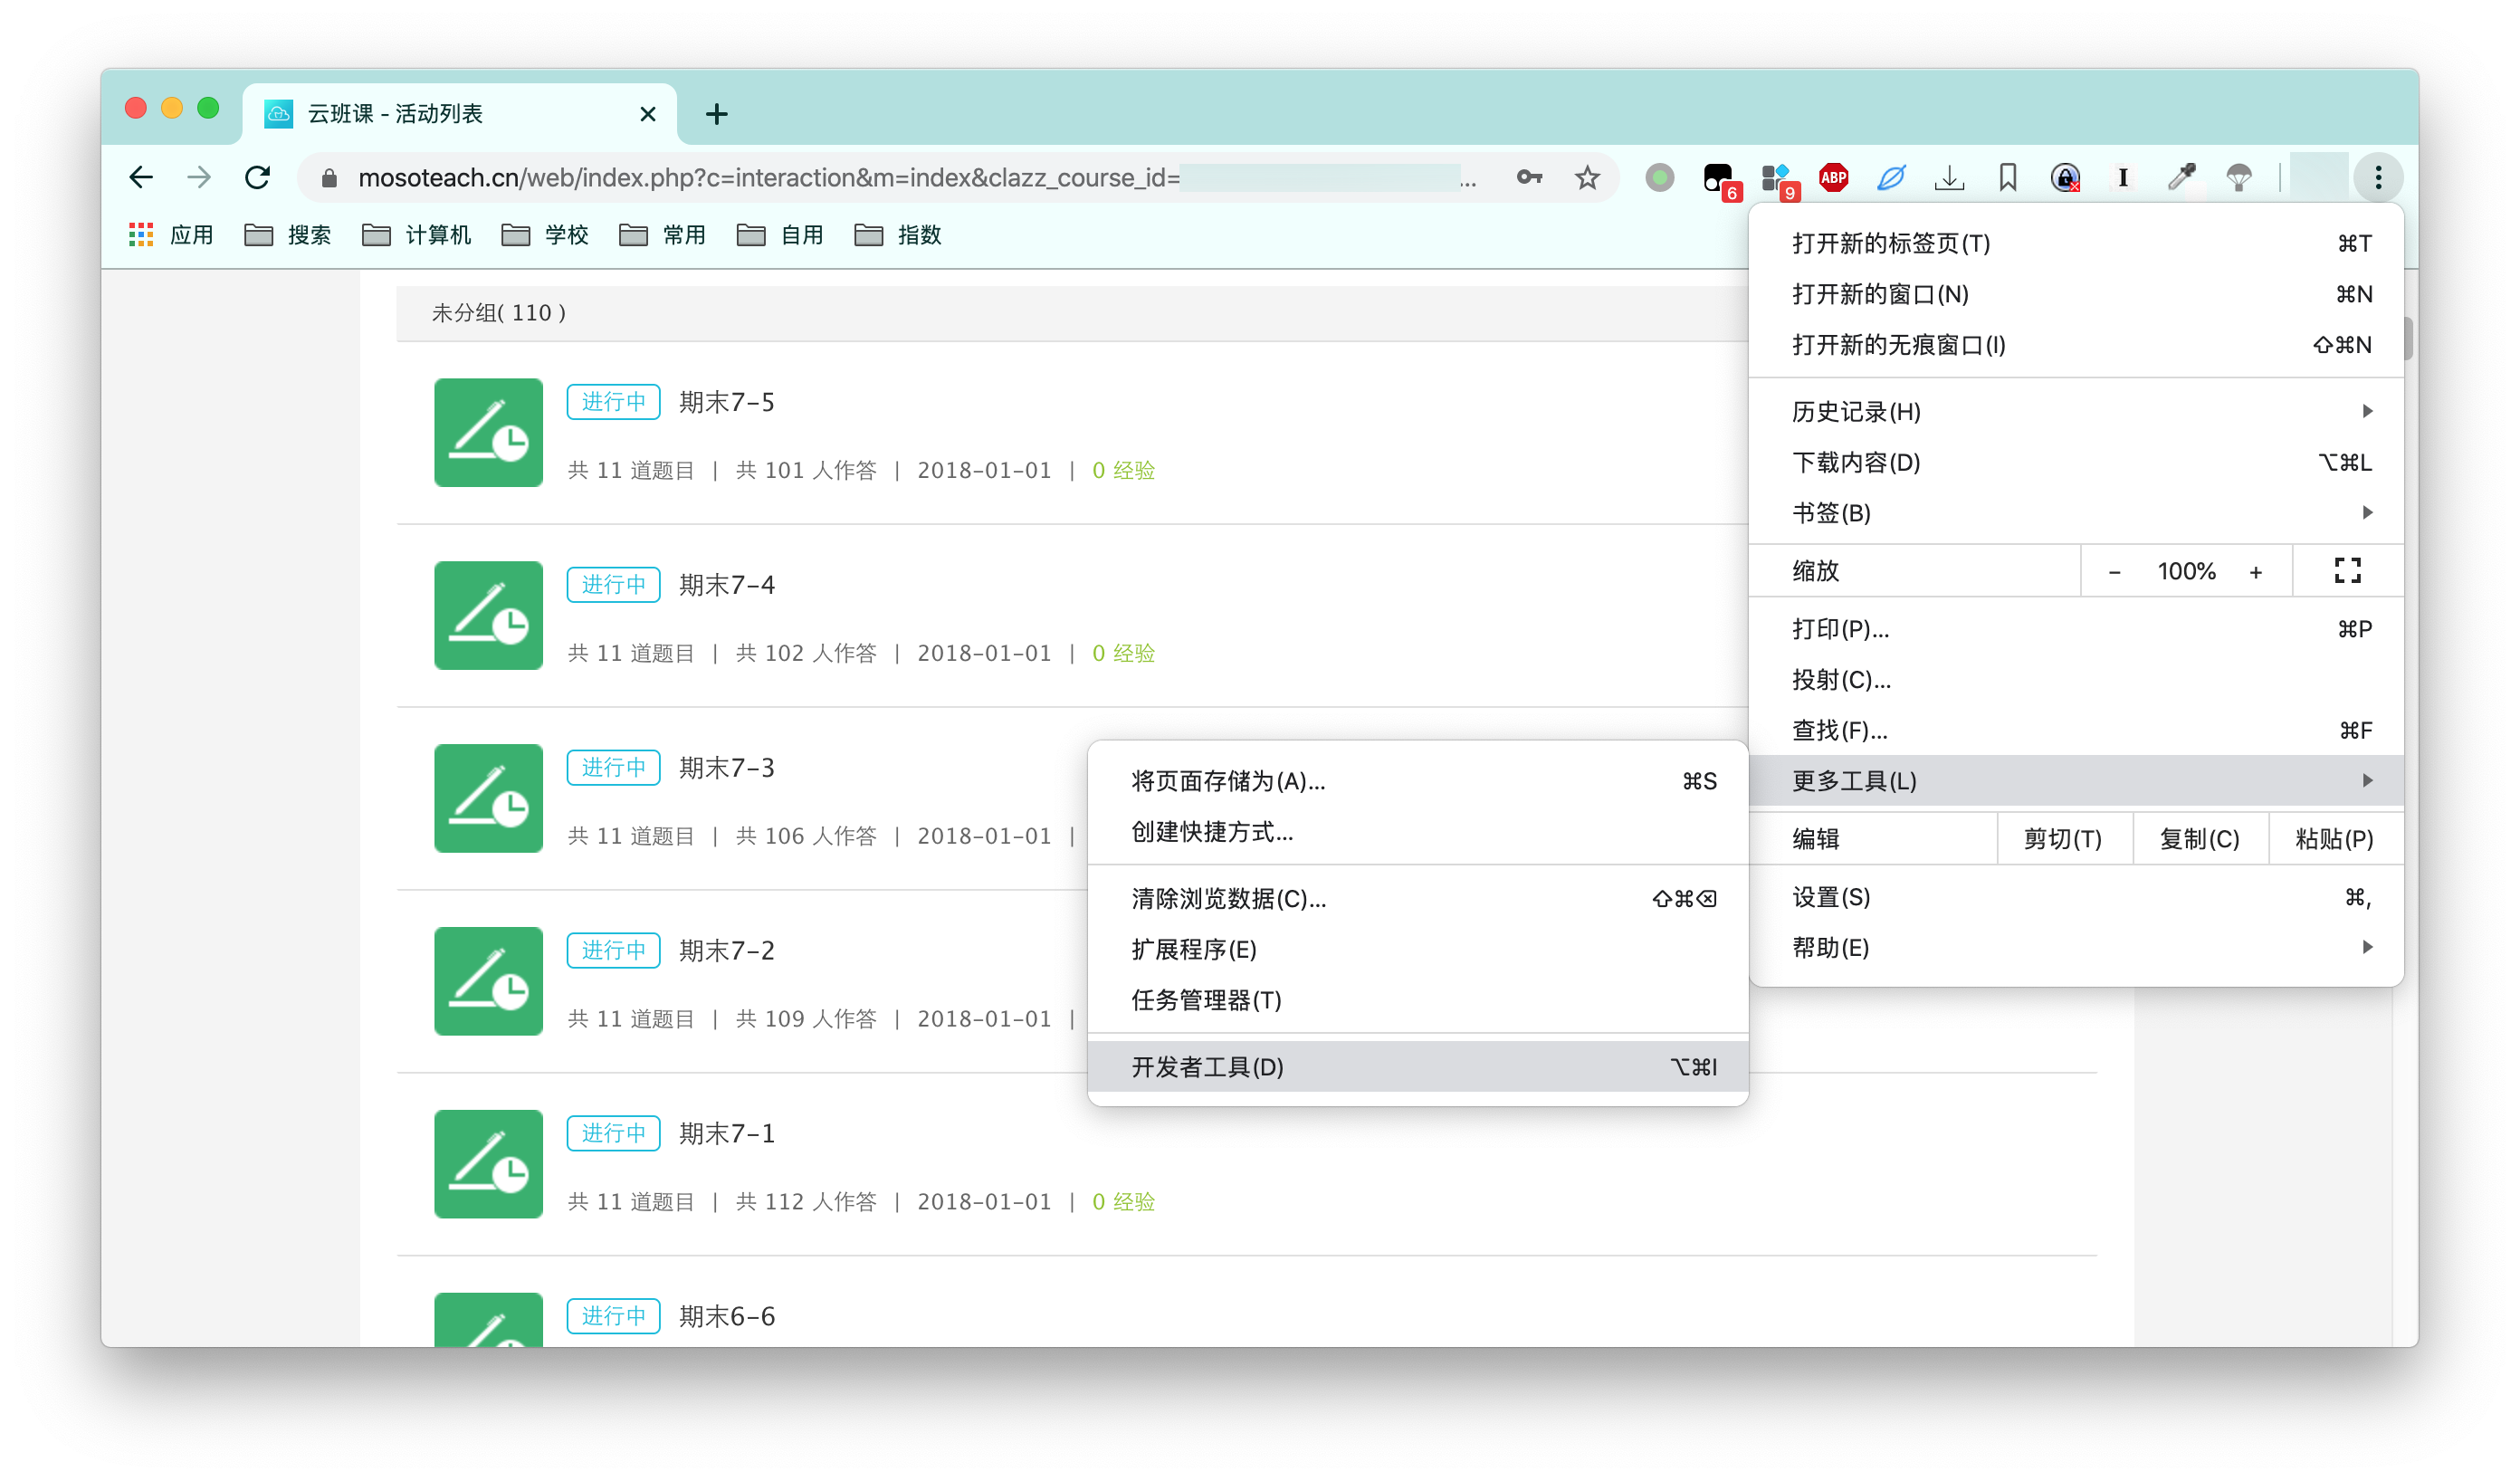 云班课 - 活动列表
mosoteach.cn/web/index.php?c=interaction&m=index&clazz_course_id= ...
6
9
ABP
I
应用 搜索 计算机 学校 常用 自用 指数
未分组( 110 )
进行中 期末7-5
共 11 道题目 | 共 101 人作答 | 2018-01-01 | 0 经验
进行中 期末7-4
共 11 道题目 | 共 102 人作答 | 2018-01-01 | 0 经验
进行中 期末7-3
共 11 道题目 | 共 106 人作答 | 2018-01-01 |
进行中 期末7-2
共 11 道题目 | 共 109 人作答 | 2018-01-01 |
进行中 期末7-1
共 11 道题目 | 共 112 人作答 | 2018-01-01 | 0 经验
进行中 期末6-6
打开新的标签页(T) ⌘T
打开新的窗口(N) ⌘N
打开新的无痕窗口(I) ⇧⌘N
历史记录(H)
下载内容(D) ⌥⌘L
书签(B)
缩放 - 100% +
打印(P)... ⌘P
投射(C)...
查找(F)... ⌘F
更多工具(L)
编辑 剪切(T) 复制(C) 粘贴(P)
设置(S) ⌘,
帮助(E)
将页面存储为(A)... ⌘S
创建快捷方式...
清除浏览数据(C)... ⇧⌘⌫
扩展程序(E)
任务管理器(T)
开发者工具(D) ⌥⌘I